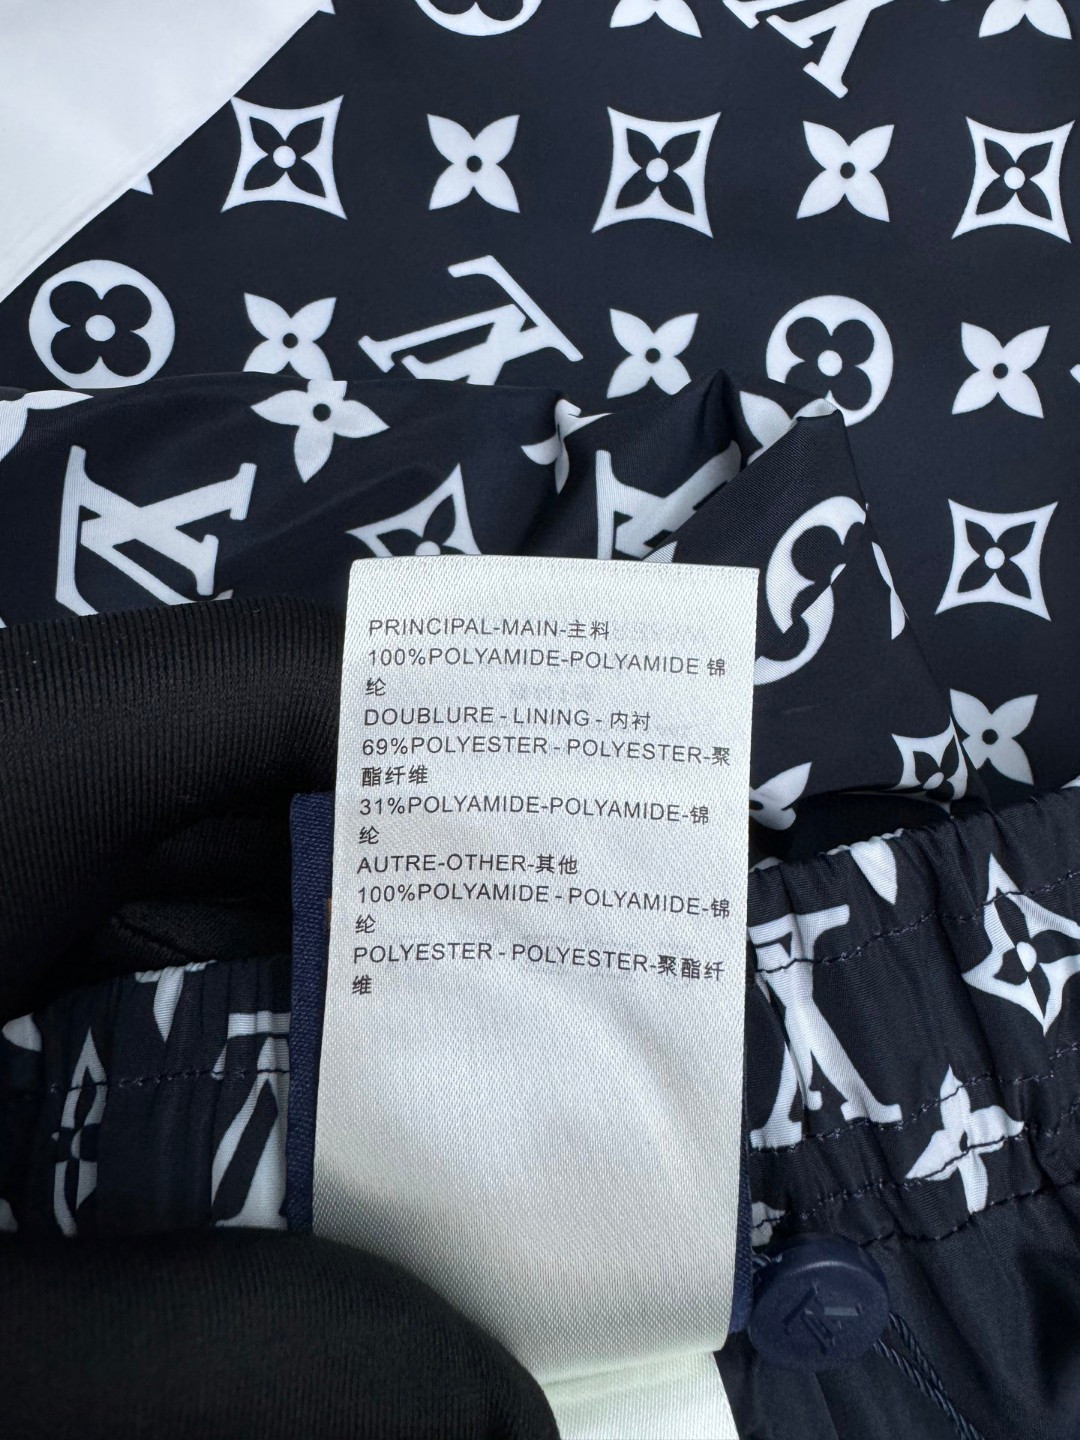 PRINCIPAL-MAIN-主料
100%POLYAMIDE-POLYAMIDE 锦
纶
DOUBLURE - LINING - 内衬
69%POLYESTER - POLYESTER-聚
酯纤维
31%POLYAMIDE-POLYAMIDE-锦
纶
AUTRE-OTHER-其他
100%POLYAMIDE - POLYAMIDE-锦
纶
POLYESTER - POLYESTER-聚酯纤
维